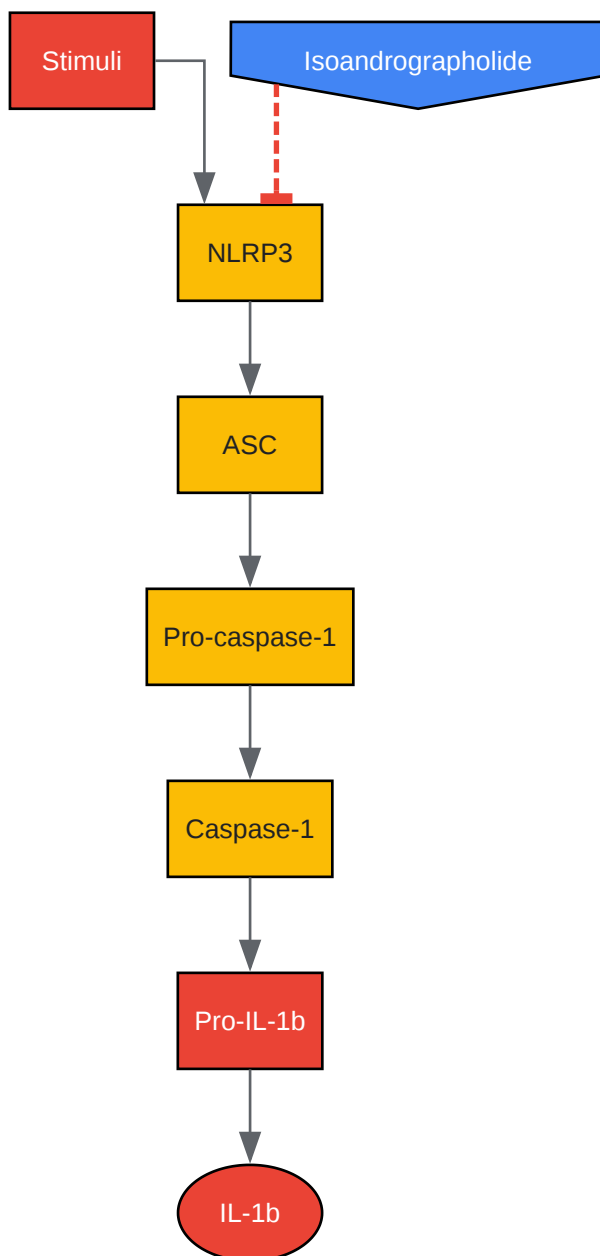 Stimuli
Isoandrographolide
NLRP3
ASC
Pro-caspase-1
Caspase-1
Pro-IL-1b
IL-1b